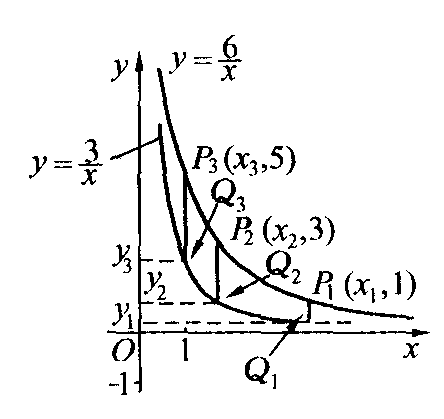 y
y = 6/x
y = 3/x
P₃(x₃,5)
Q₃
P₂(x₂,3)
y₃
Q₂
y₂
P₁(x₁,1)
y₁
O
1
x
Q₁
-1